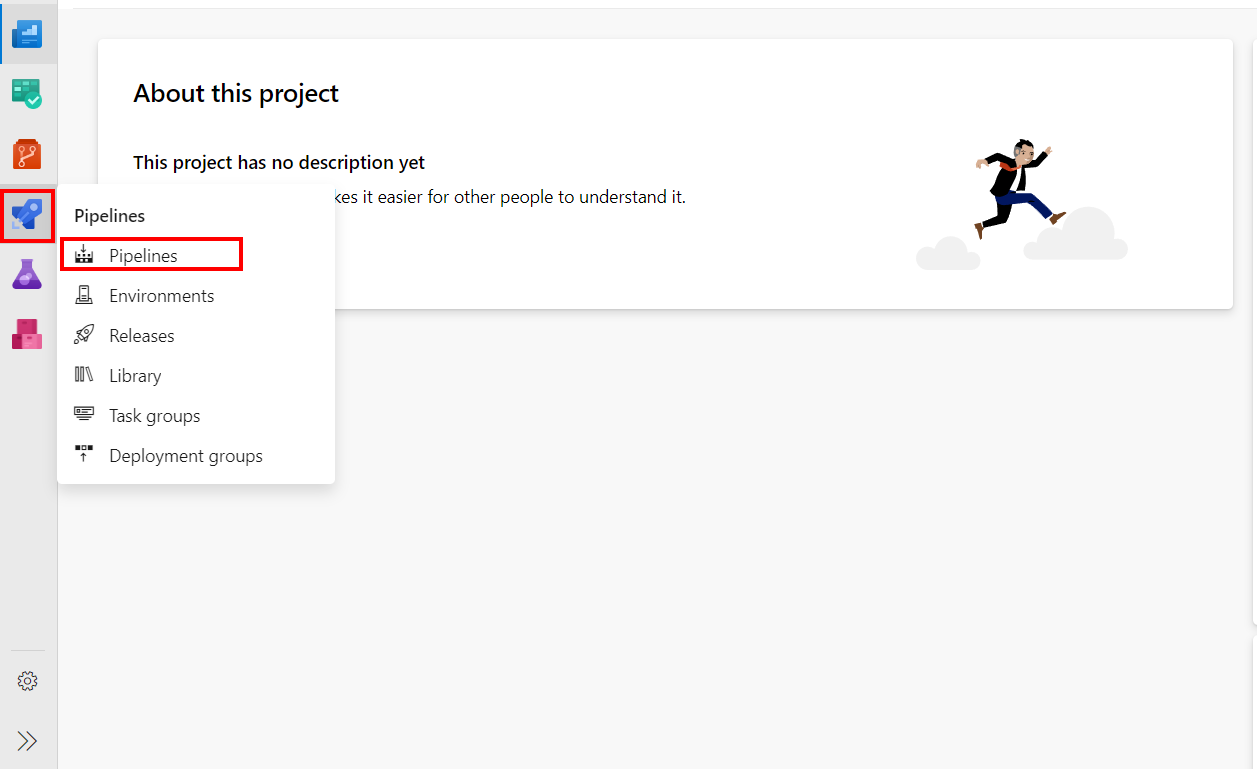 About this project
This project has no description yet
kes it easier for other people to understand it.
Pipelines
Pipelines
Environments
Releases
Library
Task groups
Deployment groups